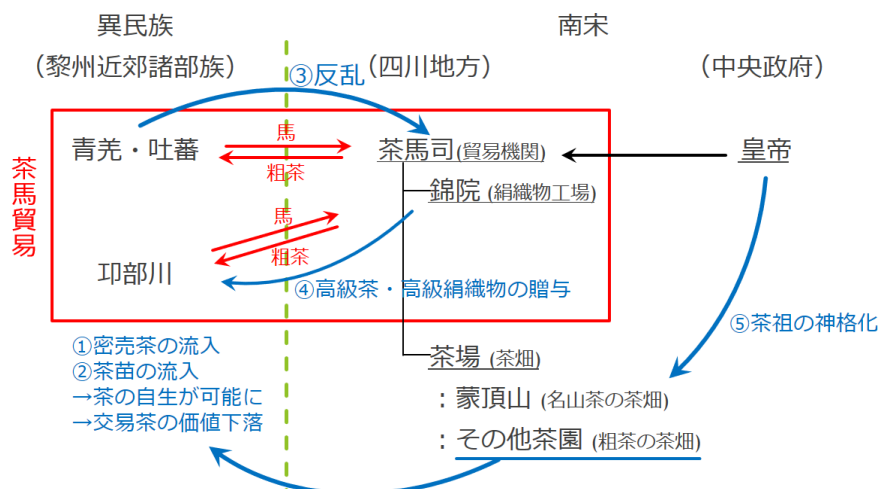 異民族
南宋
（黎州近郊諸部族）
（四川地方）
（中央政府）
③反乱
茶馬貿易
青羌・吐蕃
馬
粗茶
茶馬司(貿易機関)
皇帝
錦院 (絹織物工場)
馬
粗茶
邛部川
④高級茶・高級絹織物の贈与
⑤茶祖の神格化
①密売茶の流入
②茶苗の流入
→茶の自生が可能に
→交易茶の価値下落
茶場 (茶畑)
：蒙頂山 (名山茶の茶畑)
：その他茶園 (粗茶の茶畑)